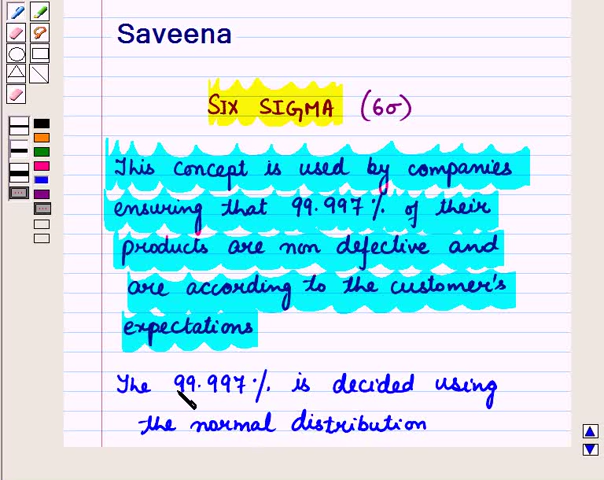 Saveena
SIX SIGMA (6σ)
This concept is used by companies
ensuring that 99.997% of their
products are non defective and
are according to the customer's
expectations
The 99.997% is decided using
the normal distribution